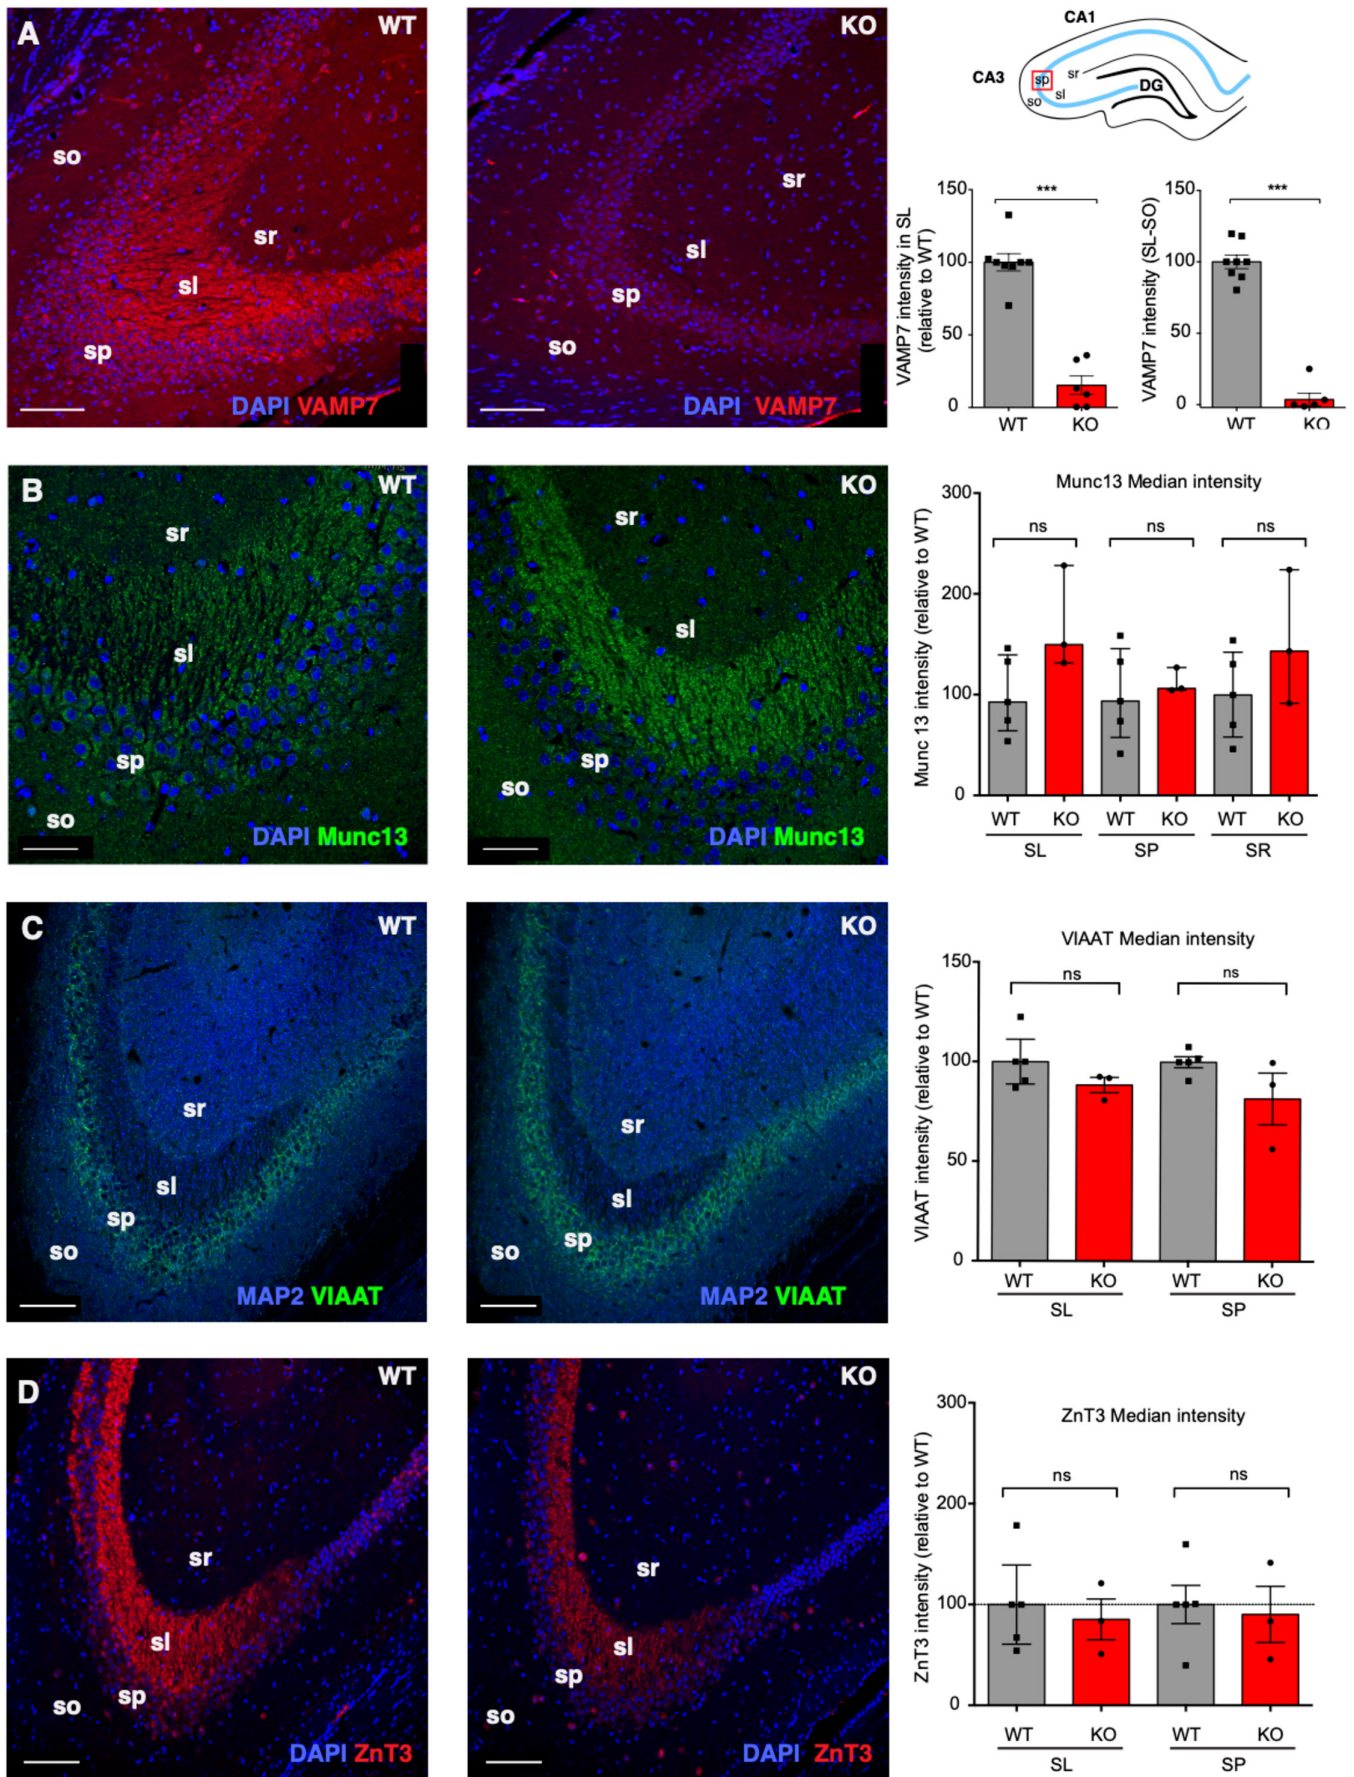 A
WT
so
sr
sl
sp
DAPI VAMP7
KO
sr
sl
sp
so
DAPI VAMP7
CA1
CA3
sp
sr
sl
so
DG
VAMP7 intensity in SL
(relative to WT)
150
100
50
0
***
WT
KO
VAMP7 intensity (SL-SO)
150
100
50
0
***
WT
KO
B
WT
sr
sl
sp
so
DAPI Munc13
KO
sr
sl
sp
so
DAPI Munc13
Munc13 Median intensity
Munc 13 intensity (relative to WT)
300
200
100
0
ns
ns
ns
WT KO WT KO WT KO
SL SP SR
C
WT
sr
sl
sp
so
MAP2 VIAAT
KO
sr
sl
sp
so
MAP2 VIAAT
VIAAT Median intensity
VIAAT intensity (relative to WT)
150
100
50
0
ns
ns
WT KO WT KO
SL SP
D
WT
sr
sl
sp
so
DAPI ZnT3
KO
sr
sl
sp
so
DAPI ZnT3
ZnT3 Median intensity
ZnT3 intensity (relative to WT)
300
200
100
0
ns
ns
WT KO WT KO
SL SP